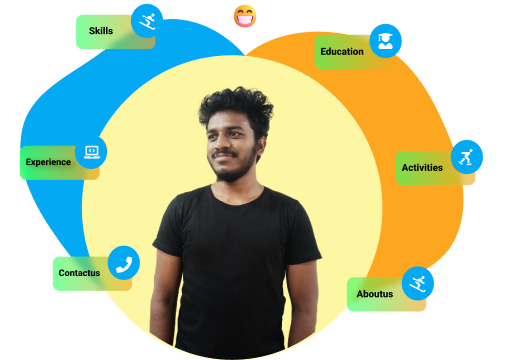 Skills
Education
Experience
Activities
Contactus
Aboutus